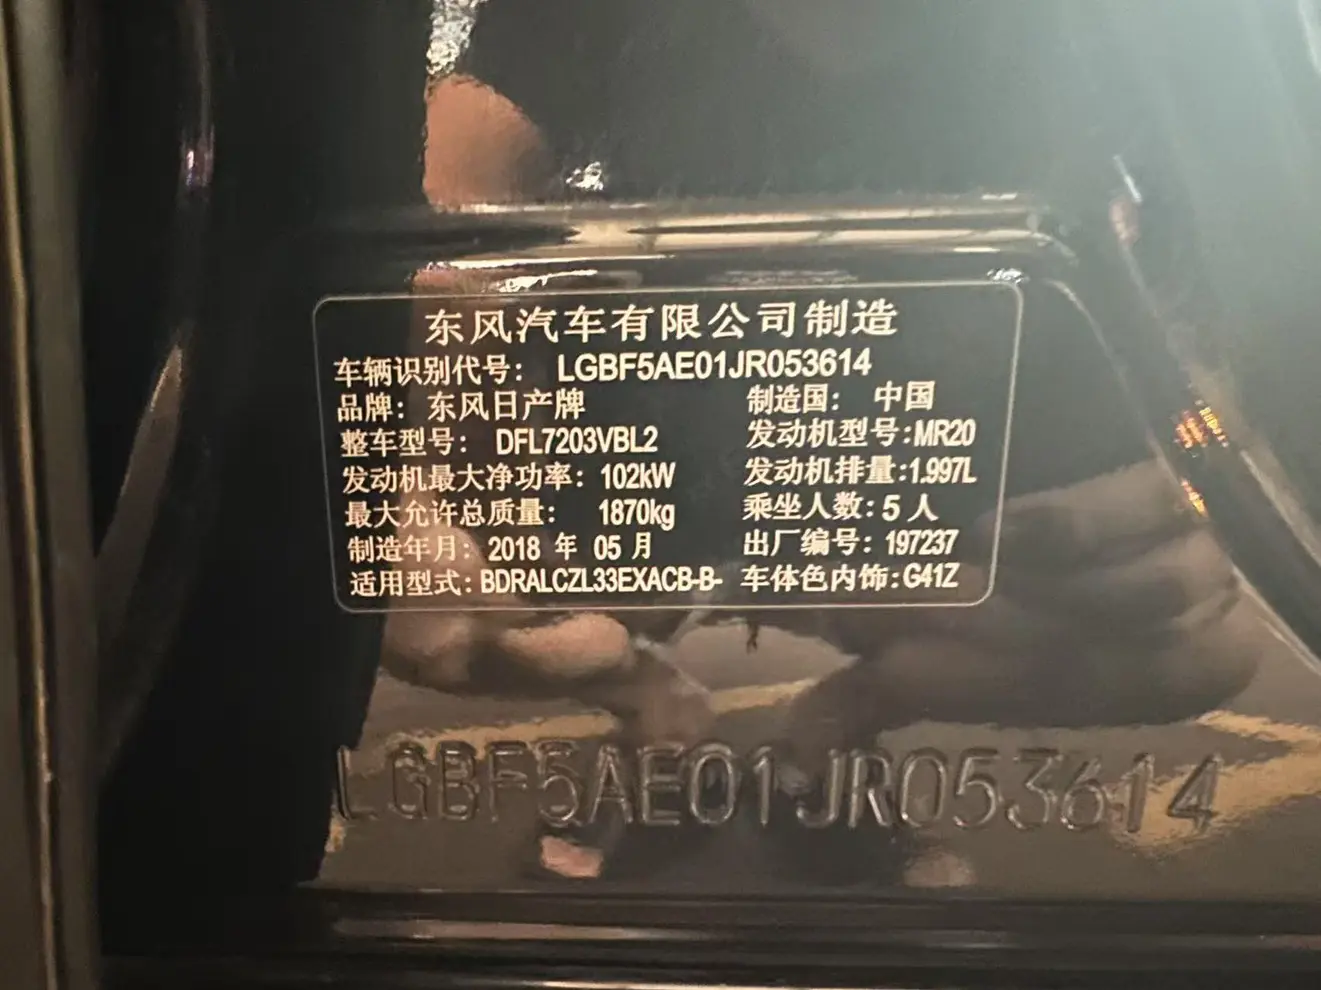 东风汽车有限公司制造
车辆识别代号: LGBF5AE01JR053614
品牌: 东风日产牌 制造国: 中国
整车型号: DFL7203VBL2 发动机型号:MR20
发动机最大净功率: 102kW 发动机排量:1.997L
最大允许总质量: 1870kg 乘坐人数: 5 人
制造年月: 2018 年 05 月 出厂编号: 197237
适用型式: BDRALCZL33EXACB-B- 车体色内饰:G41Z
LGBF5AE01JR053614